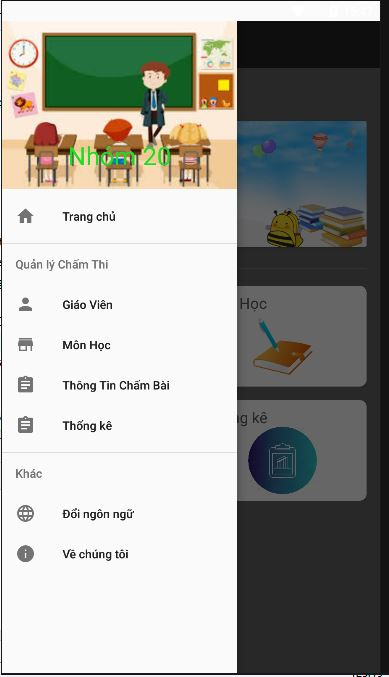 Nhóm 20
Trang chủ
Quản lý Chấm Thi
Giáo Viên
Môn Học
Học
Thông Tin Chấm Bài
Thống kê
kê
Khác
Đổi ngôn ngữ
Về chúng tôi